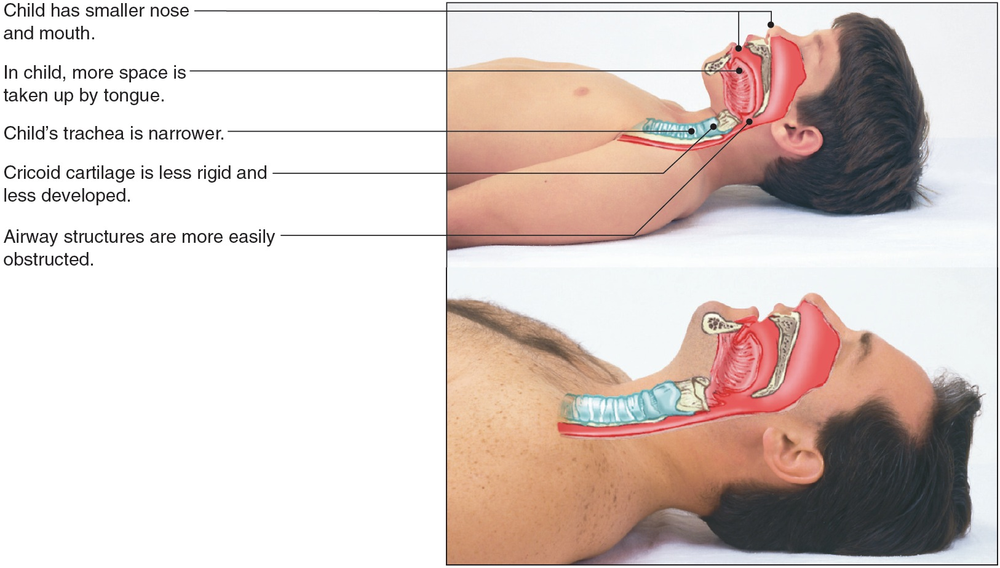 Child has smaller nose
and mouth.
In child, more space is
taken up by tongue.
Child’s trachea is narrower.
Cricoid cartilage is less rigid and
less developed.
Airway structures are more easily
obstructed.